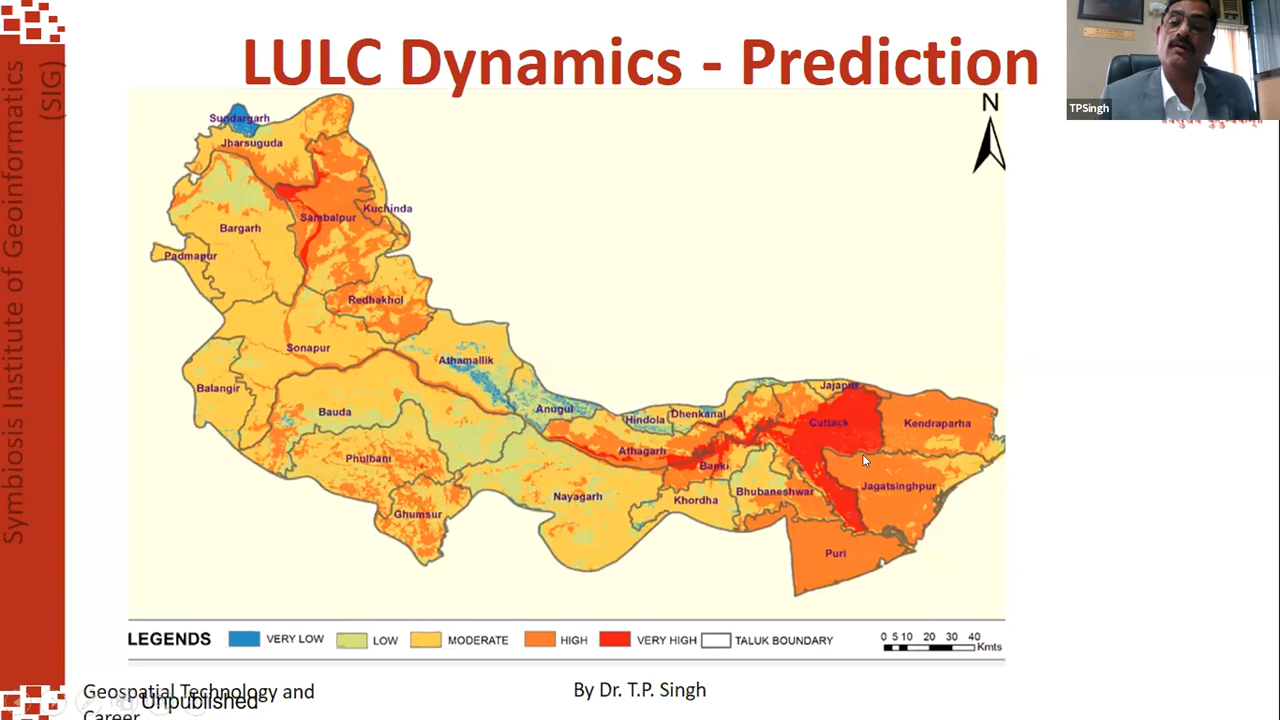 LULC Dynamics - Prediction
Symbiosis Institute of Geoinformatics
(SIG)
TPSingh
N
Sundargarh
Jharsuguda
Kuchinda
Sambalpur
Bargarh
Padmapur
Redhakhol
Sonapur
Athamallik
Balangir
Jajapur
Anugul
Bauda
Hindola
Dhenkanal
Cuttack
Kendraparha
Athagarh
Phulbani
Banki
Jagatsinghpur
Nayagarh
Khordha
Bhubaneshwar
Ghumsur
Puri
LEGENDS VERY LOW LOW MODERATE HIGH VERY HIGH TALUK BOUNDARY
0 5 10 20 30 40
Kmts
Geospatial Technology and
Career
Unpublished
By Dr. T.P. Singh